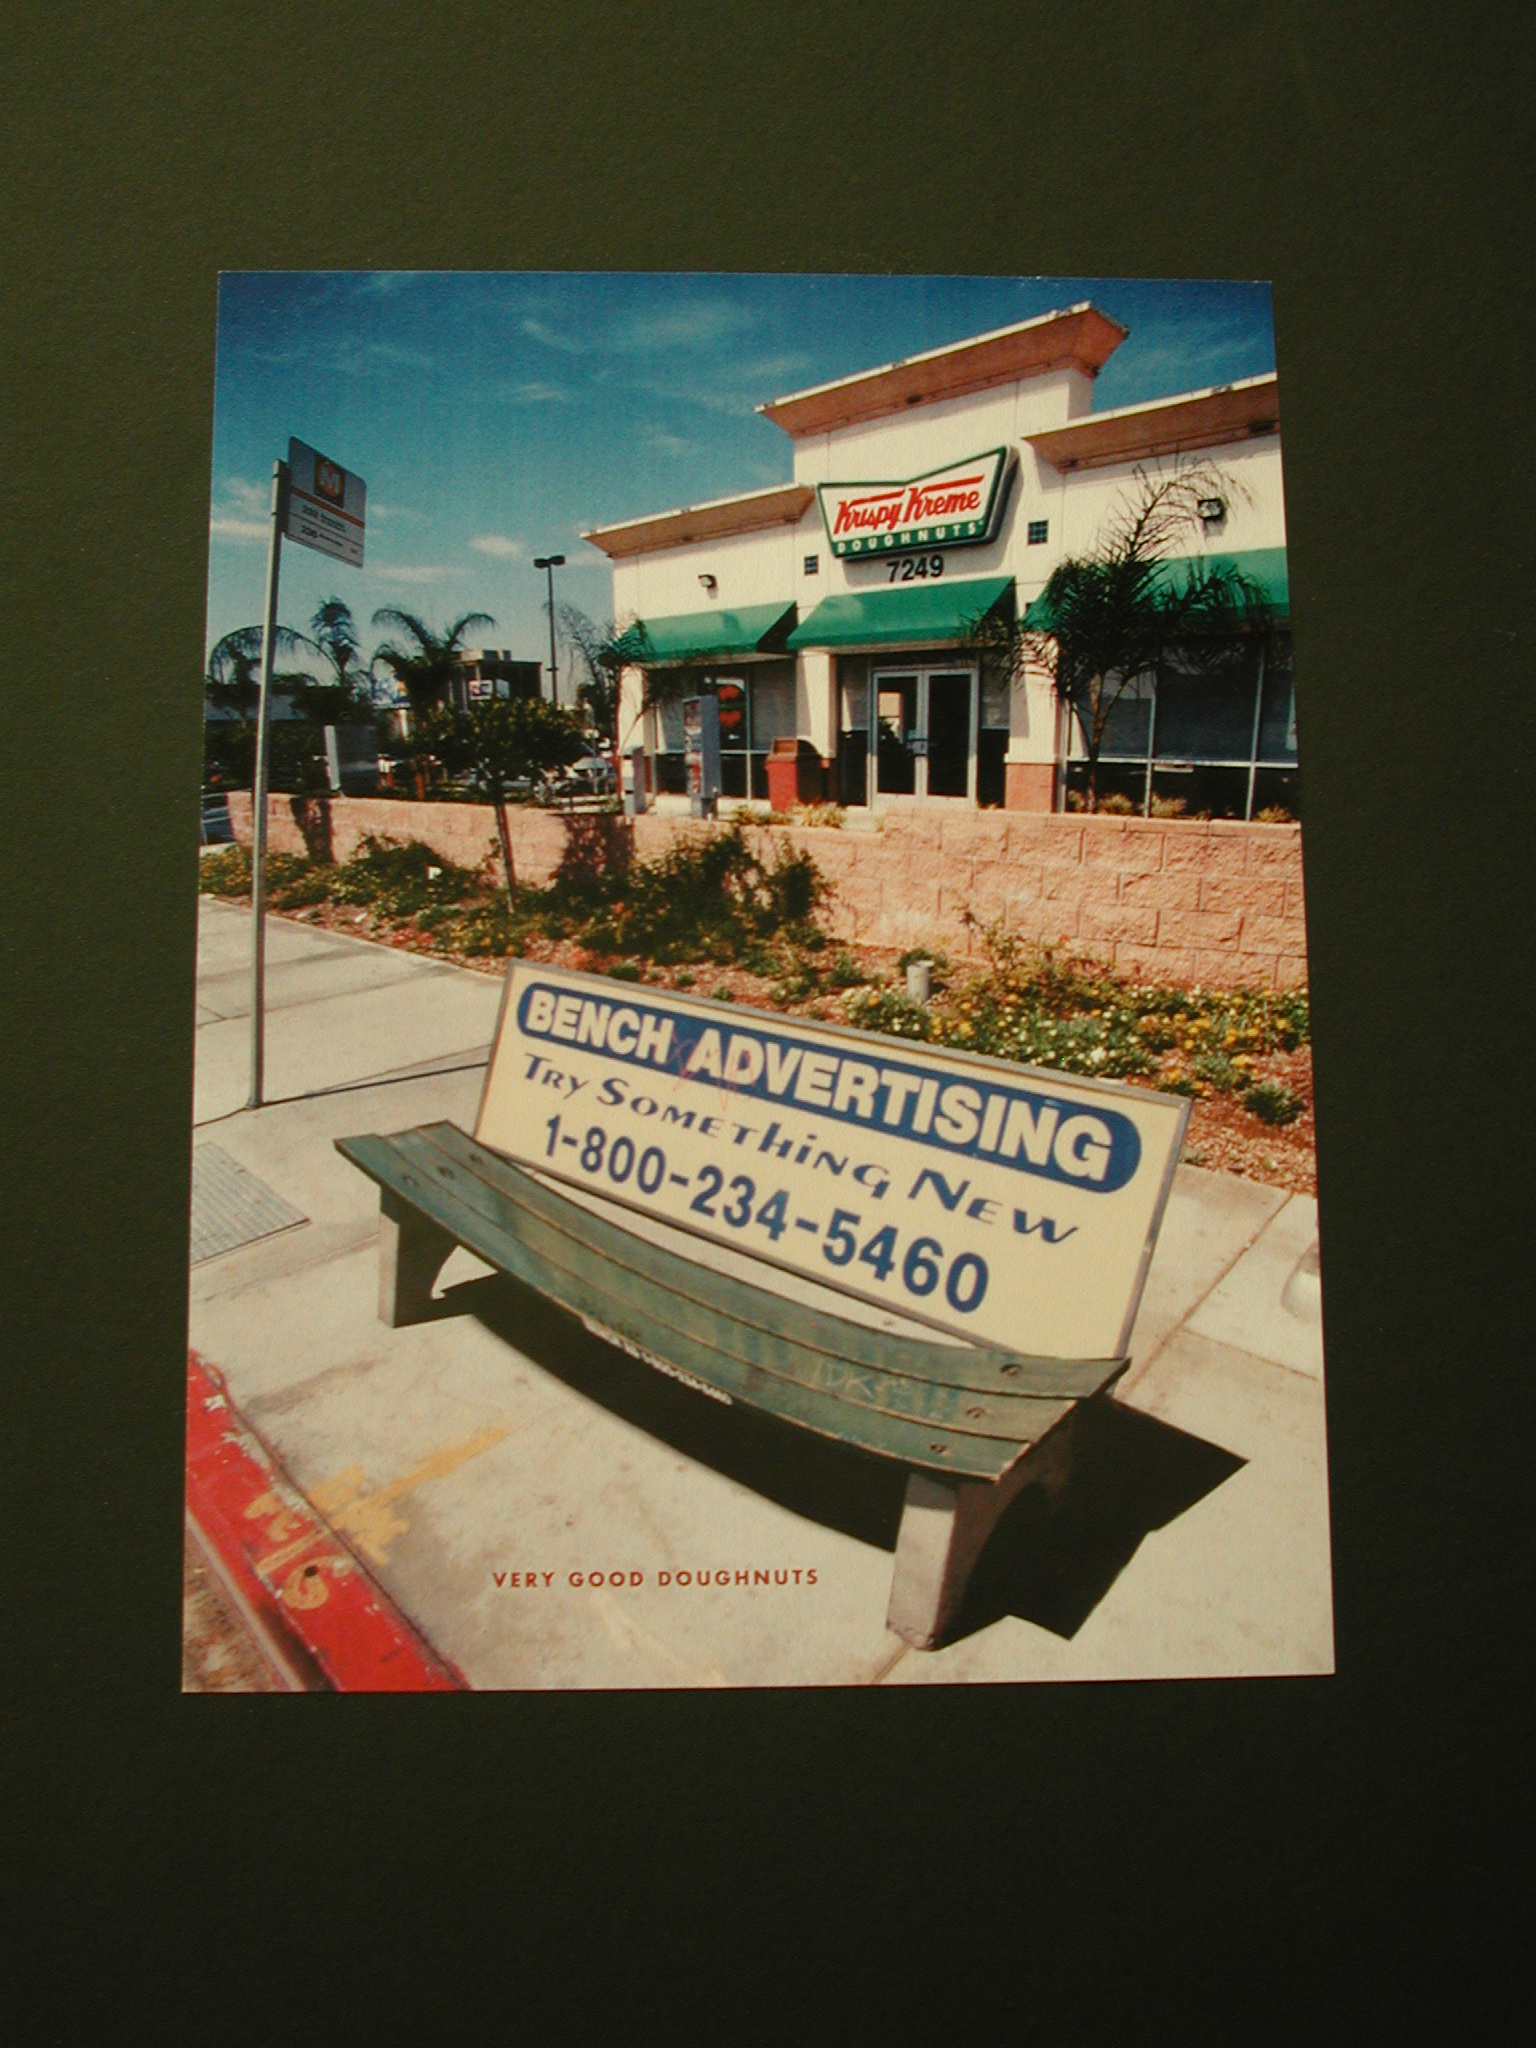 M
Krispy Kreme
DOUGHNUTS
7249
BENCH ADVERTISING
TRY SOMETHING NEW
1-800-234-5460
VERY GOOD DOUGHNUTS